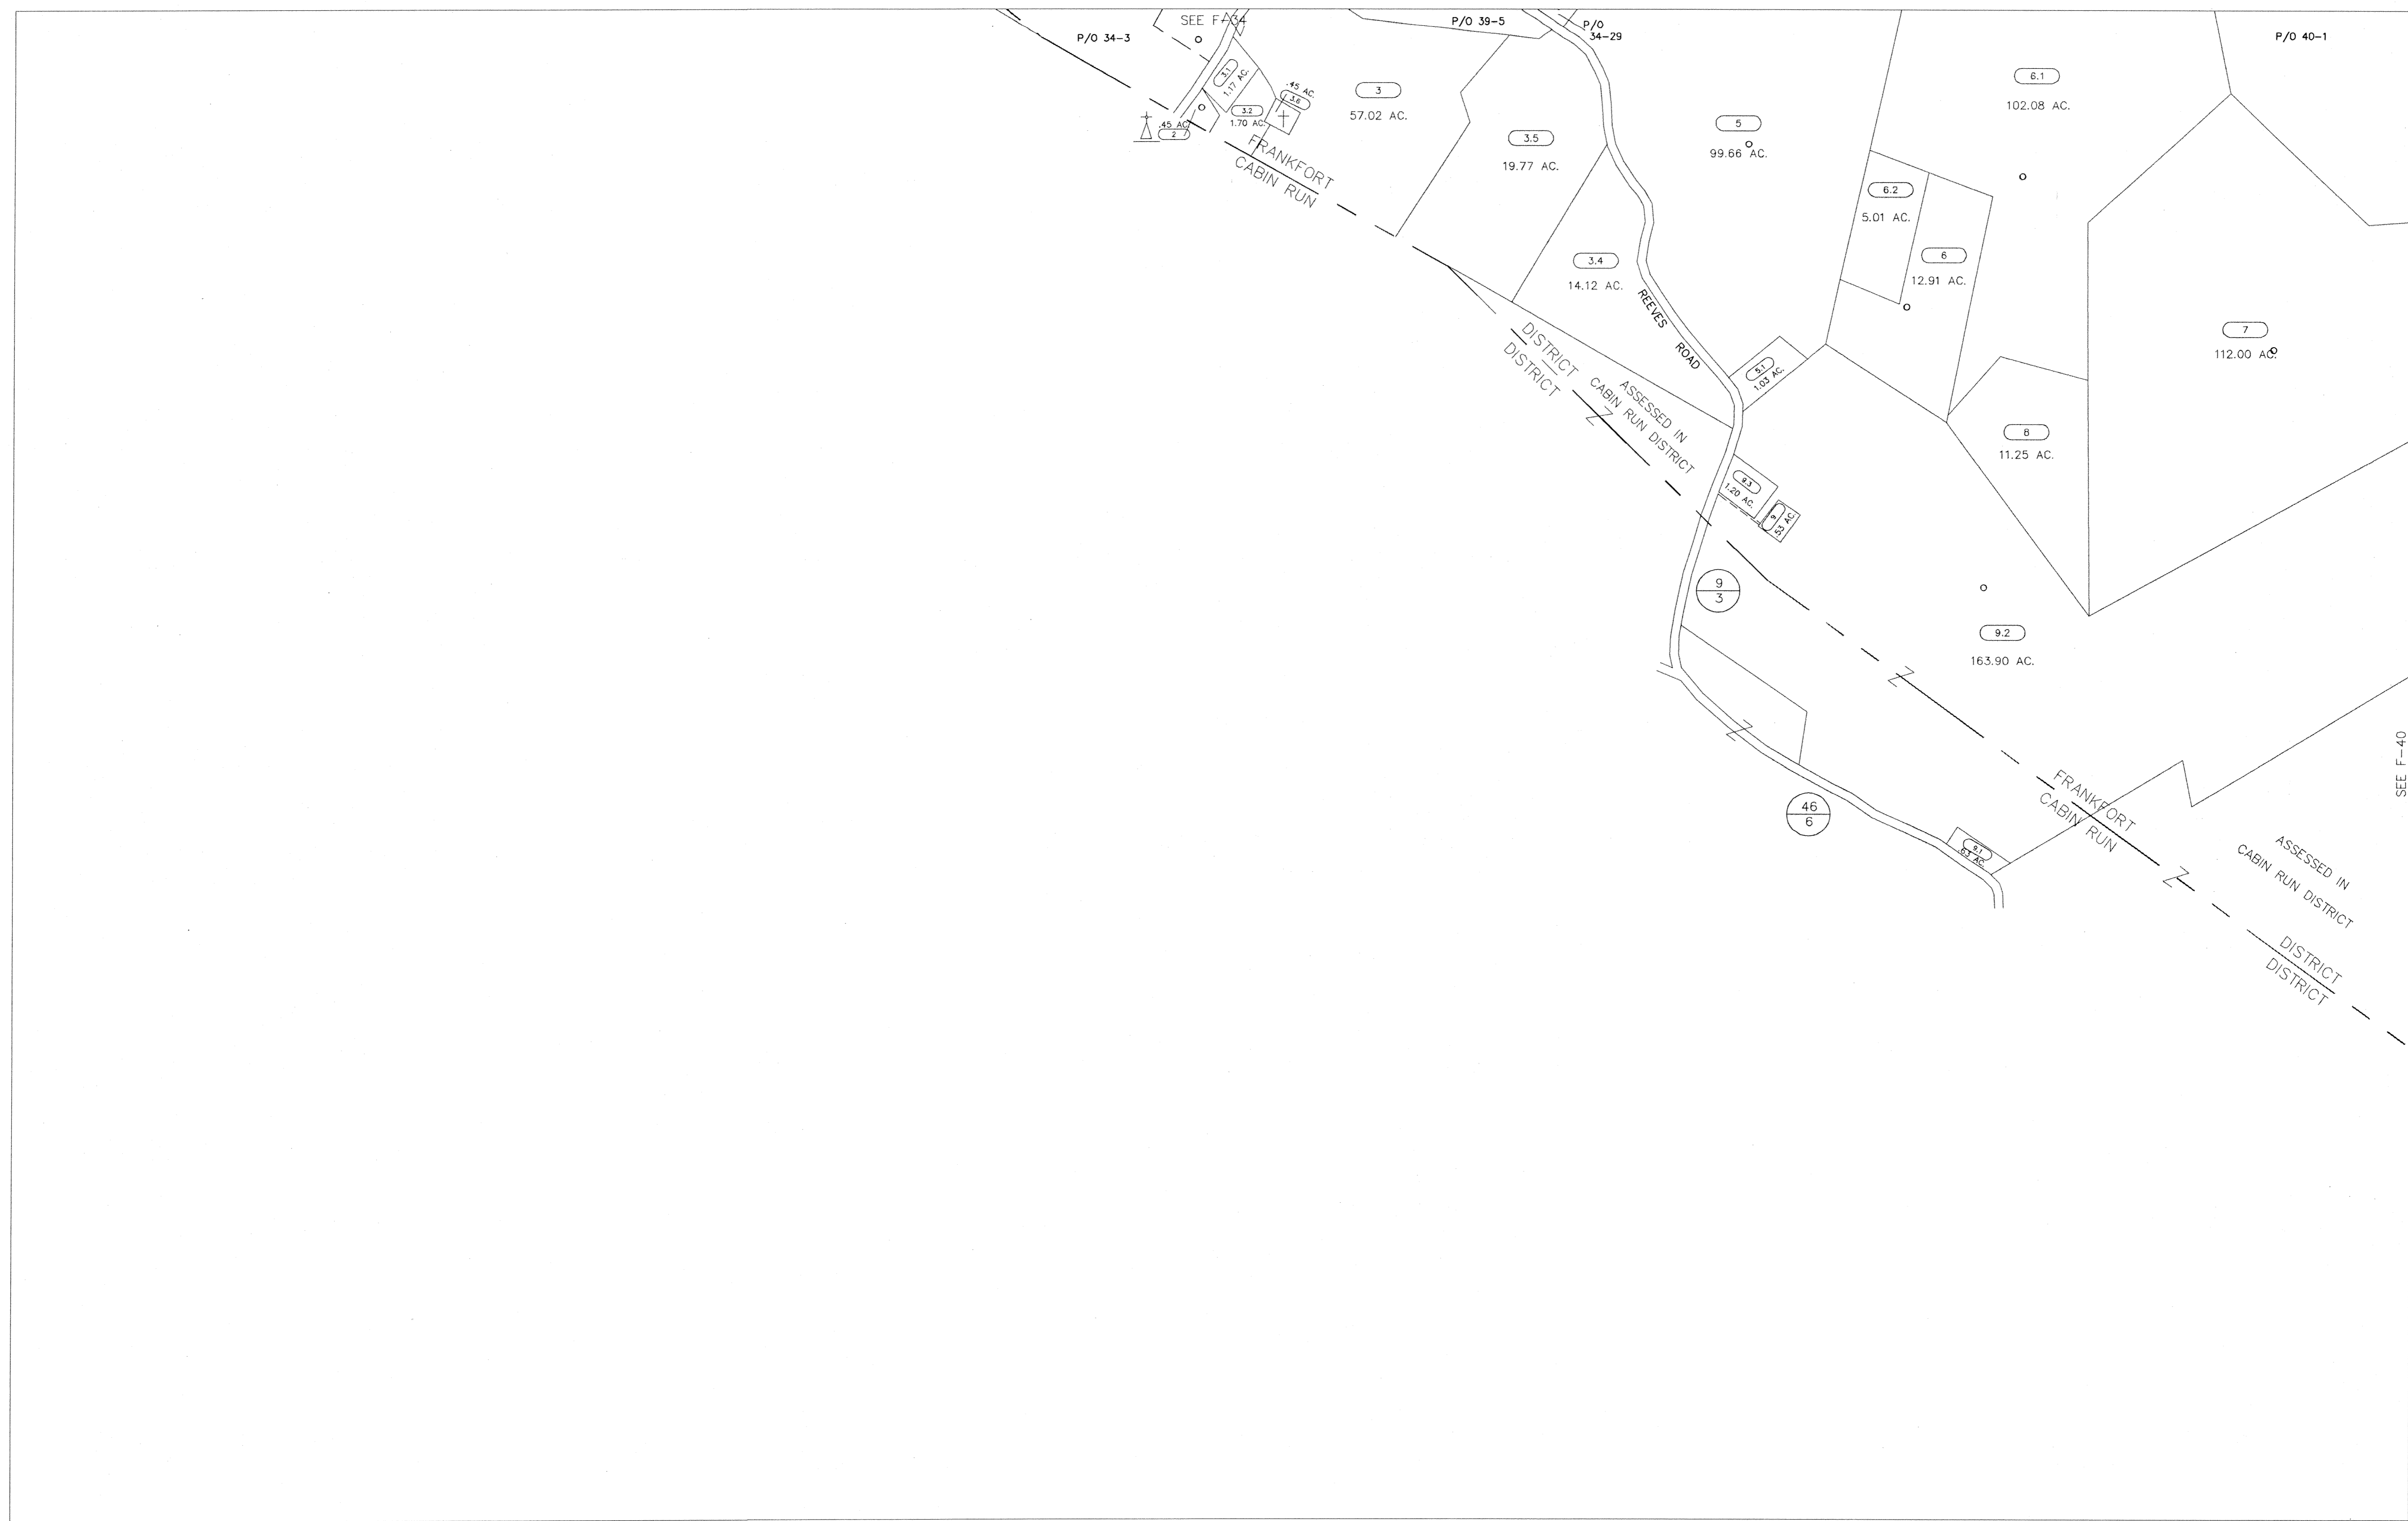 SEE F-34
P/O 34-3
P/O 39-5
P/O
34-29
P/O 40-1
3.1
1.17 AC.
.45 AC.
3.6
3.2
1.70 AC.
.45 AC.
2
3
57.02 AC.
3.5
19.77 AC.
5
99.66 AC.
6.1
102.08 AC.
6.2
5.01 AC.
6
12.91 AC.
FRANKFORT
CABIN RUN
3.4
14.12 AC.
REEVES
ROAD
7
112.00 AC.
DISTRICT
DISTRICT
ASSESSED IN
CABIN RUN DISTRICT
5.1
1.03 AC.
8
11.25 AC.
9.3
1.20 AC.
9
.53 AC.
9
3
9.2
163.90 AC.
SEE F-40
46
6
FRANKFORT
CABIN RUN
9.1
.63 AC.
ASSESSED IN
CABIN RUN DISTRICT
DISTRICT
DISTRICT